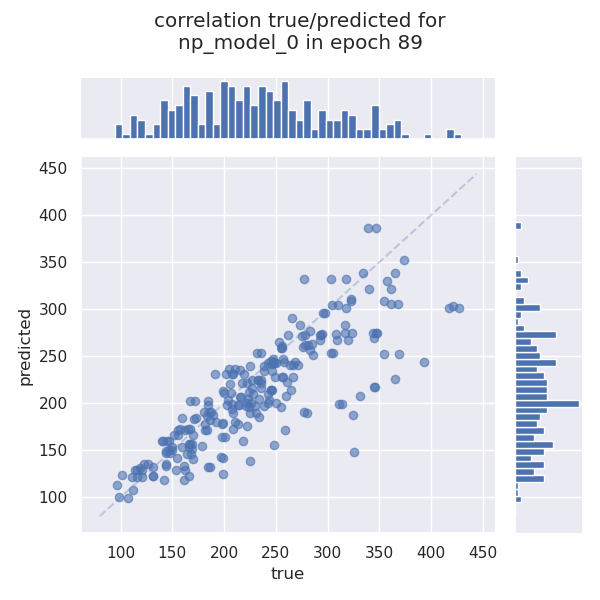 correlation true/predicted for
np_model_0 in epoch 89
450
400
350
300
250
200
150
100
predicted
100 150 200 250 300 350 400 450
true